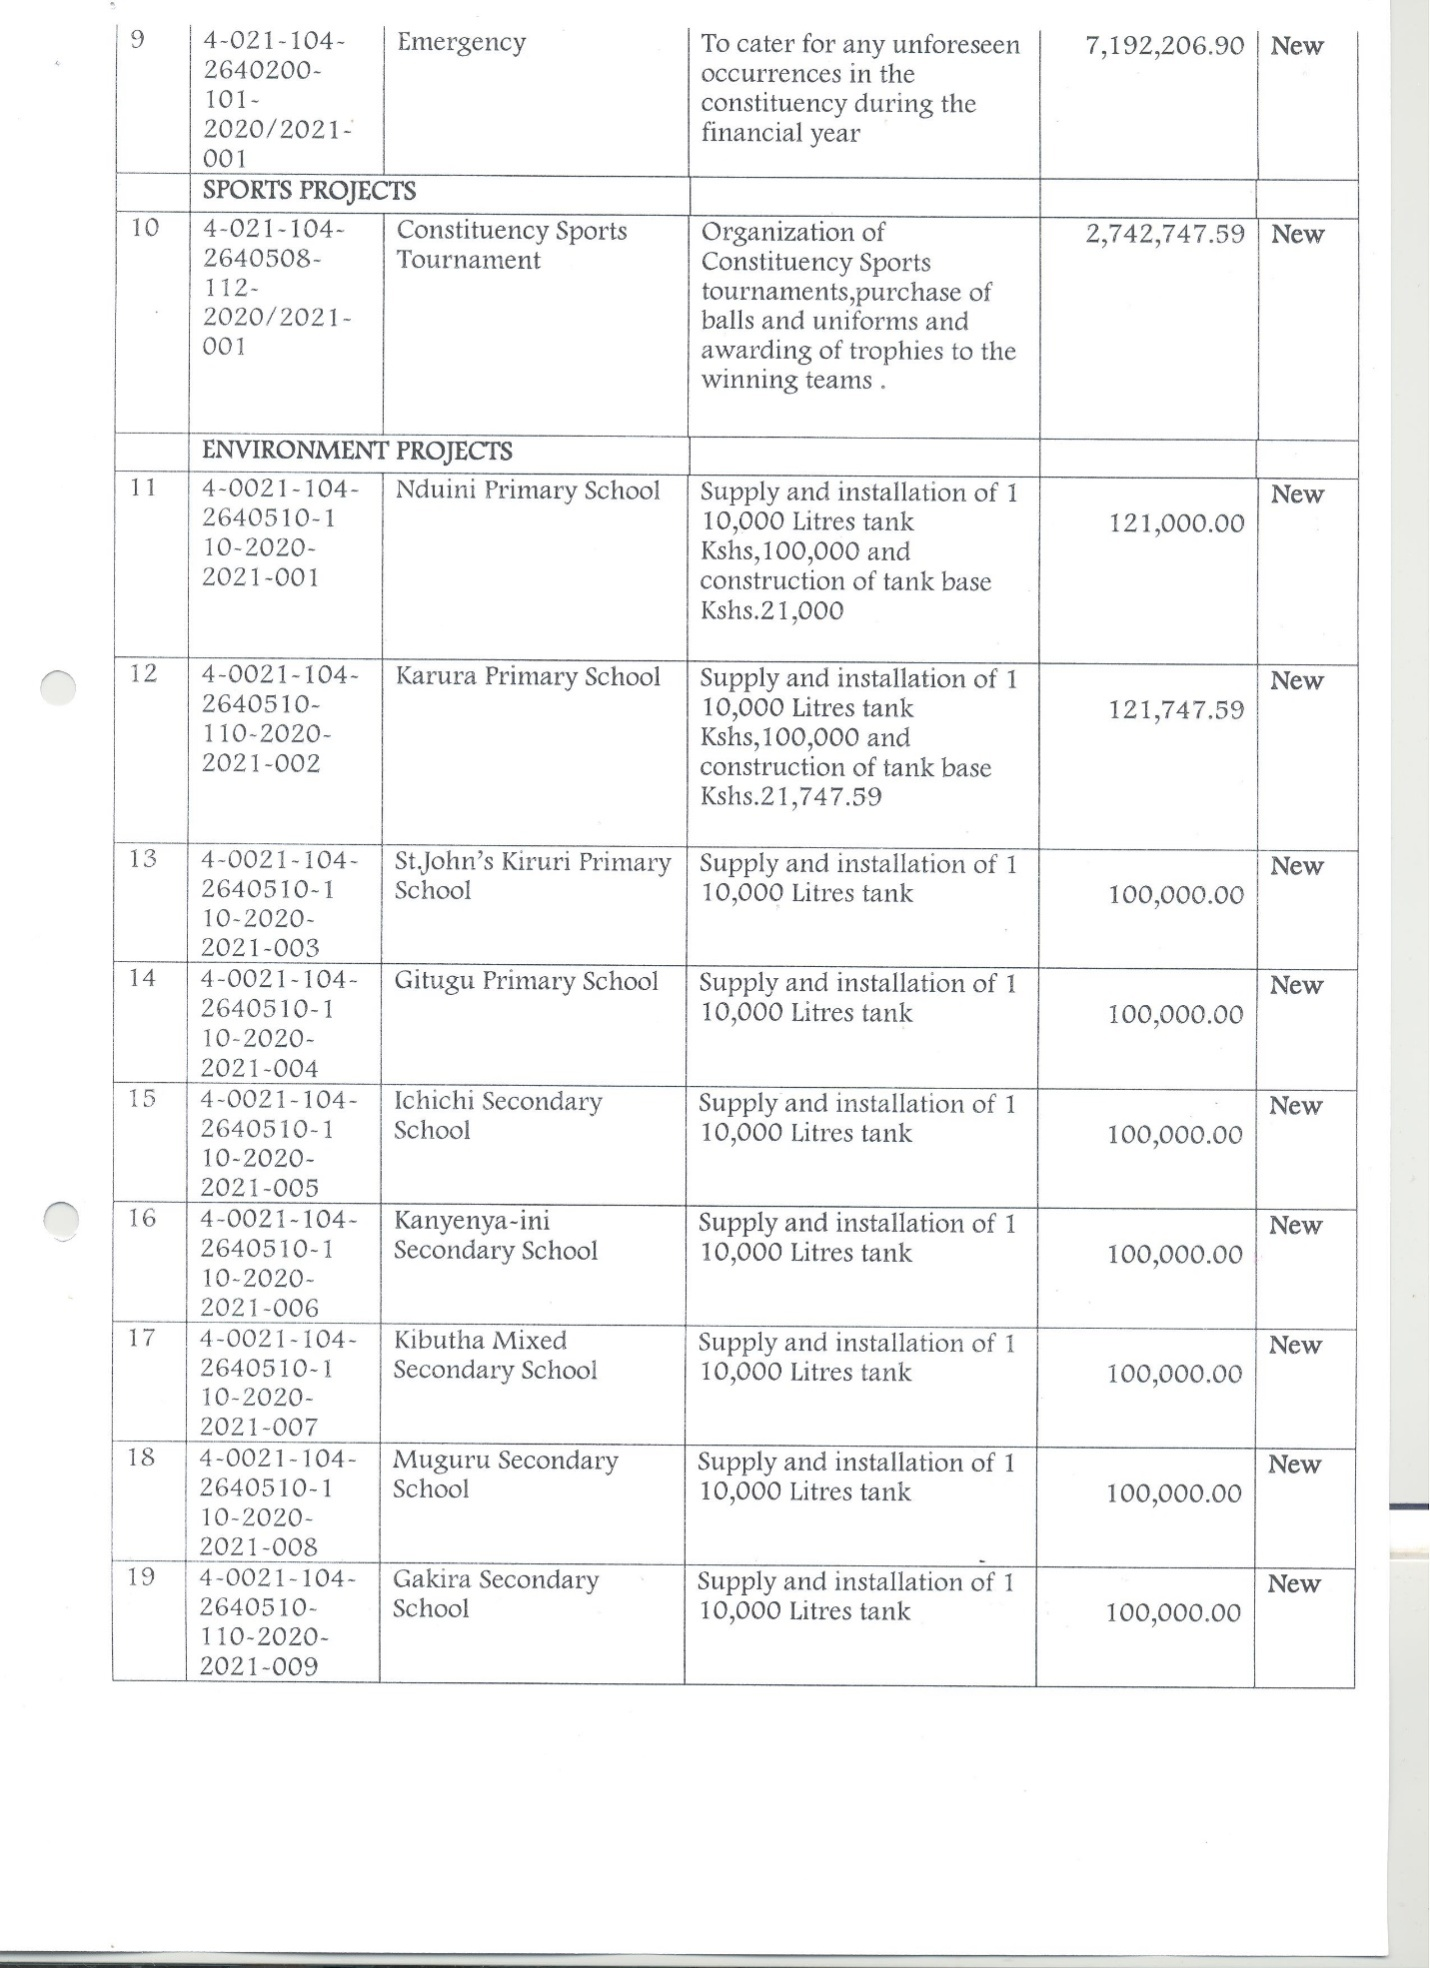 9
4-021-104-
2640200-
101-
2020/2021-
001
Emergency
To cater for any unforeseen
occurrences in the
constituency during the
financial year
7,192,206.90
New
SPORTS PROJECTS
10
4-021-104-
2640508-
112-
2020/2021-
001
Constituency Sports
Tournament
Organization of
Constituency Sports
tournaments,purchase of
balls and uniforms and
awarding of trophies to the
winning teams .
2,742,747.59
New
ENVIRONMENT PROJECTS
11
4-0021-104-
2640510-1
10-2020-
2021-001
Nduini Primary School
Supply and installation of 1
10,000 Litres tank
Kshs,100,000 and
construction of tank base
Kshs.21,000
121,000.00
New
12
4-0021-104-
2640510-
110-2020-
2021-002
Karura Primary School
Supply and installation of 1
10,000 Litres tank
Kshs,100,000 and
construction of tank base
Kshs.21,747.59
121,747.59
New
13
4-0021-104-
2640510-1
10-2020-
2021-003
St.John's Kiruri Primary
School
Supply and installation of 1
10,000 Litres tank
100,000.00
New
14
4-0021-104-
2640510-1
10-2020-
2021-004
Gitugu Primary School
Supply and installation of 1
10,000 Litres tank
100,000.00
New
15
4-0021-104-
2640510-1
10-2020-
2021-005
Ichichi Secondary
School
Supply and installation of 1
10,000 Litres tank
100,000.00
New
16
4-0021-104-
2640510-1
10-2020-
2021-006
Kanyenya-ini
Secondary School
Supply and installation of 1
10,000 Litres tank
100,000.00
New
17
4-0021-104-
2640510-1
10-2020-
2021-007
Kibutha Mixed
Secondary School
Supply and installation of 1
10,000 Litres tank
100,000.00
New
18
4-0021-104-
2640510-1
10-2020-
2021-008
Muguru Secondary
School
Supply and installation of 1
10,000 Litres tank
100,000.00
New
19
4-0021-104-
2640510-
110-2020-
2021-009
Gakira Secondary
School
Supply and installation of 1
10,000 Litres tank
100,000.00
New